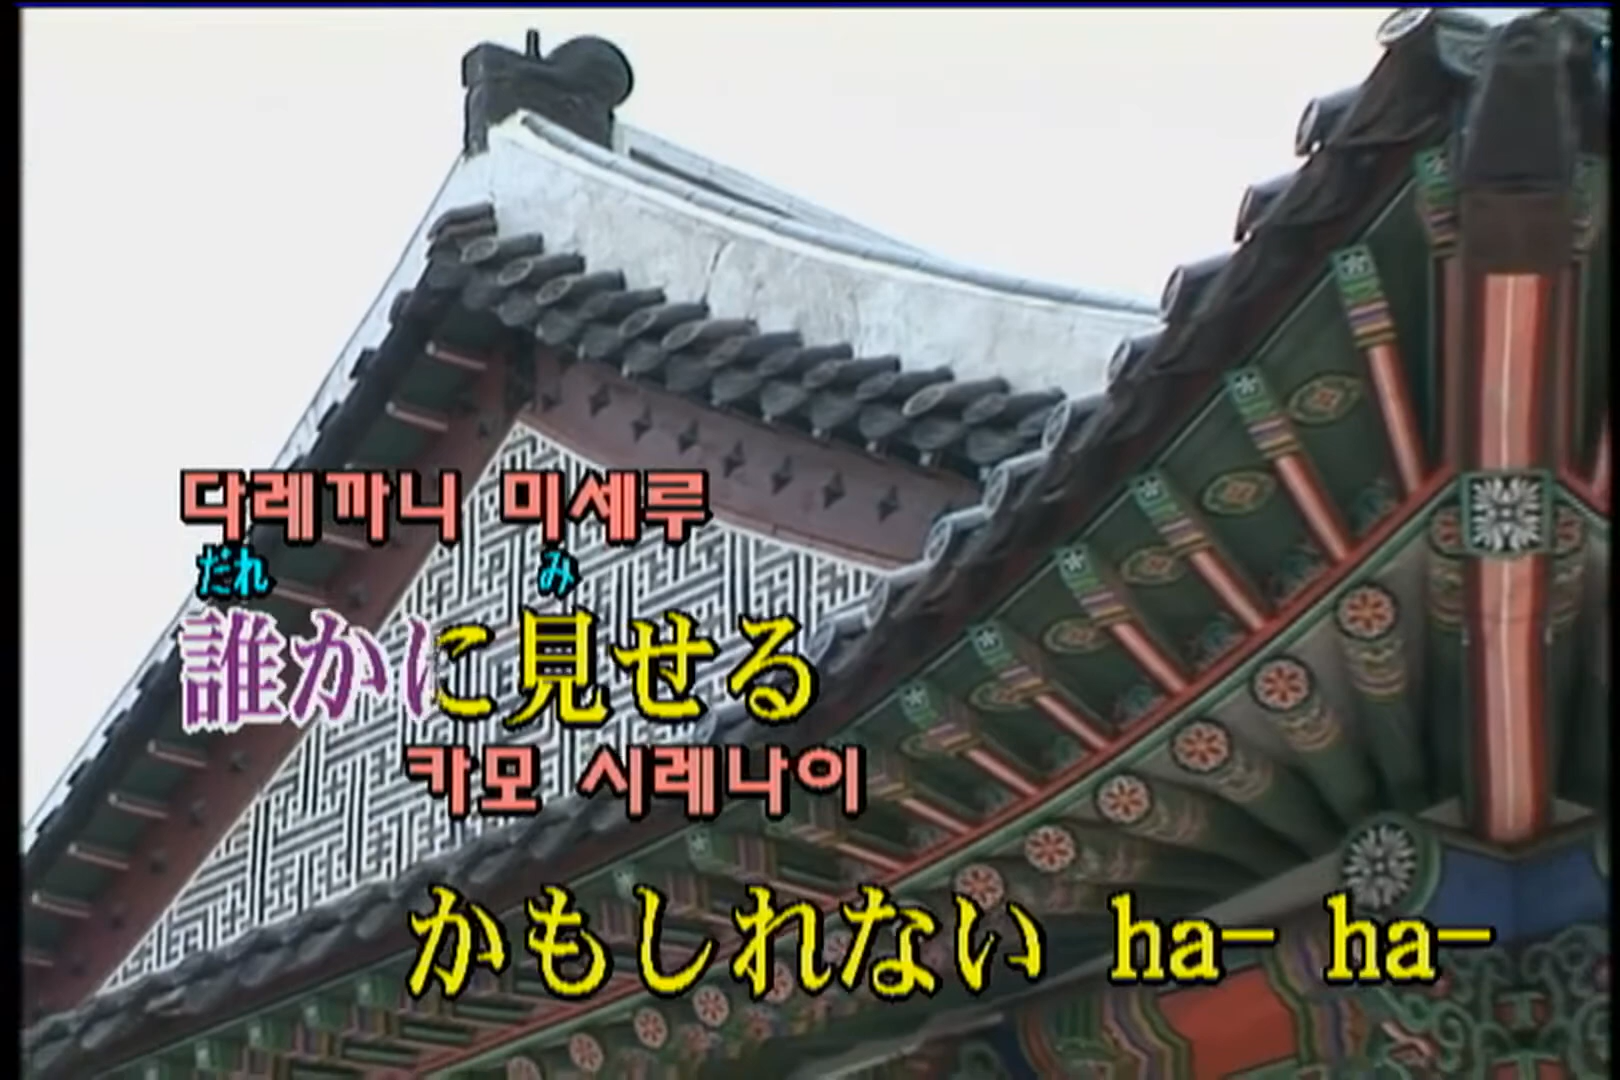 다레까니 미세루
だれ み
誰かに見せる
카모 시레나이
かもしれない ha- ha-